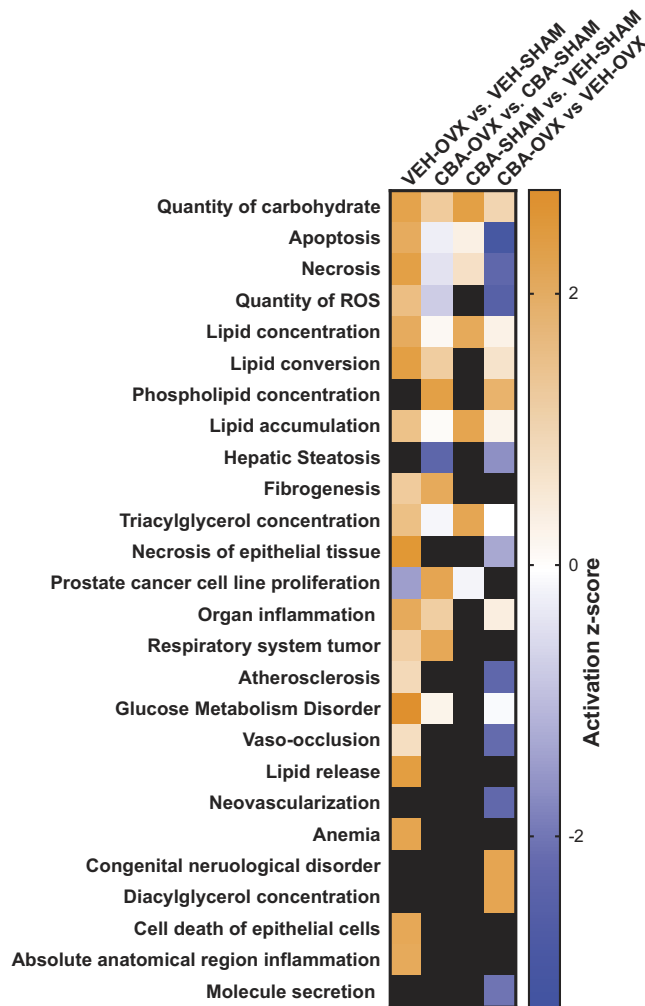 VEH-OVX vs. VEH-SHAM
CBA-OVX vs. CBA-SHAM
CBA-SHAM vs. VEH-SHAM
CBA-OVX vs VEH-OVX
Quantity of carbohydrate
Apoptosis
Necrosis
Quantity of ROS
Lipid concentration
Lipid conversion
Phospholipid concentration
Lipid accumulation
Hepatic Steatosis
Fibrogenesis
Triacylglycerol concentration
Necrosis of epithelial tissue
Prostate cancer cell line proliferation
Organ inflammation
Respiratory system tumor
Atherosclerosis
Glucose Metabolism Disorder
Vaso-occlusion
Lipid release
Neovascularization
Anemia
Congenital neruological disorder
Diacylglycerol concentration
Cell death of epithelial cells
Absolute anatomical region inflammation
Molecule secretion
2
0
-2
Activation z-score